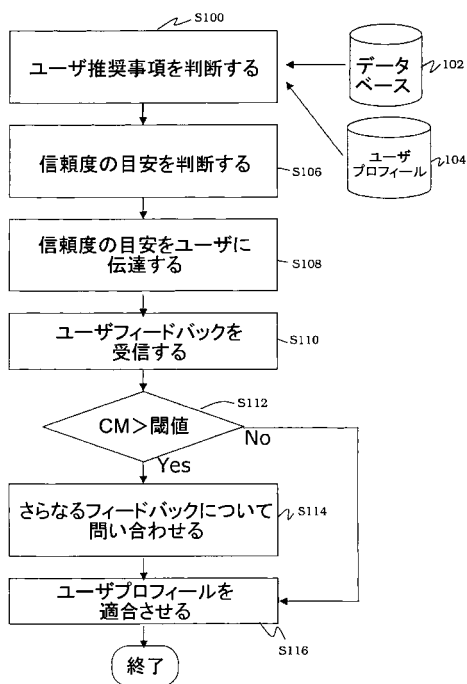 S100
ユーザ推奨事項を判断する
データ
ベース
102
ユーザ
プロフィール
104
信頼度の目安を判断する
S106
信頼度の目安をユーザに
伝達する
S108
ユーザフィードバックを
受信する
S110
S112
CM＞閾値
No
Yes
さらなるフィードバックについて
問い合わせる
S114
ユーザプロフィールを
適合させる
S116
終了